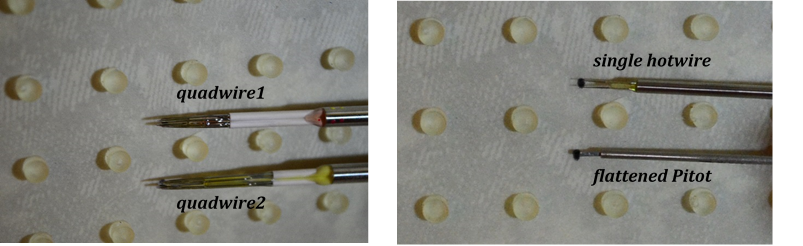 quadwire1
quadwire2
single hotwire
flattened Pitot